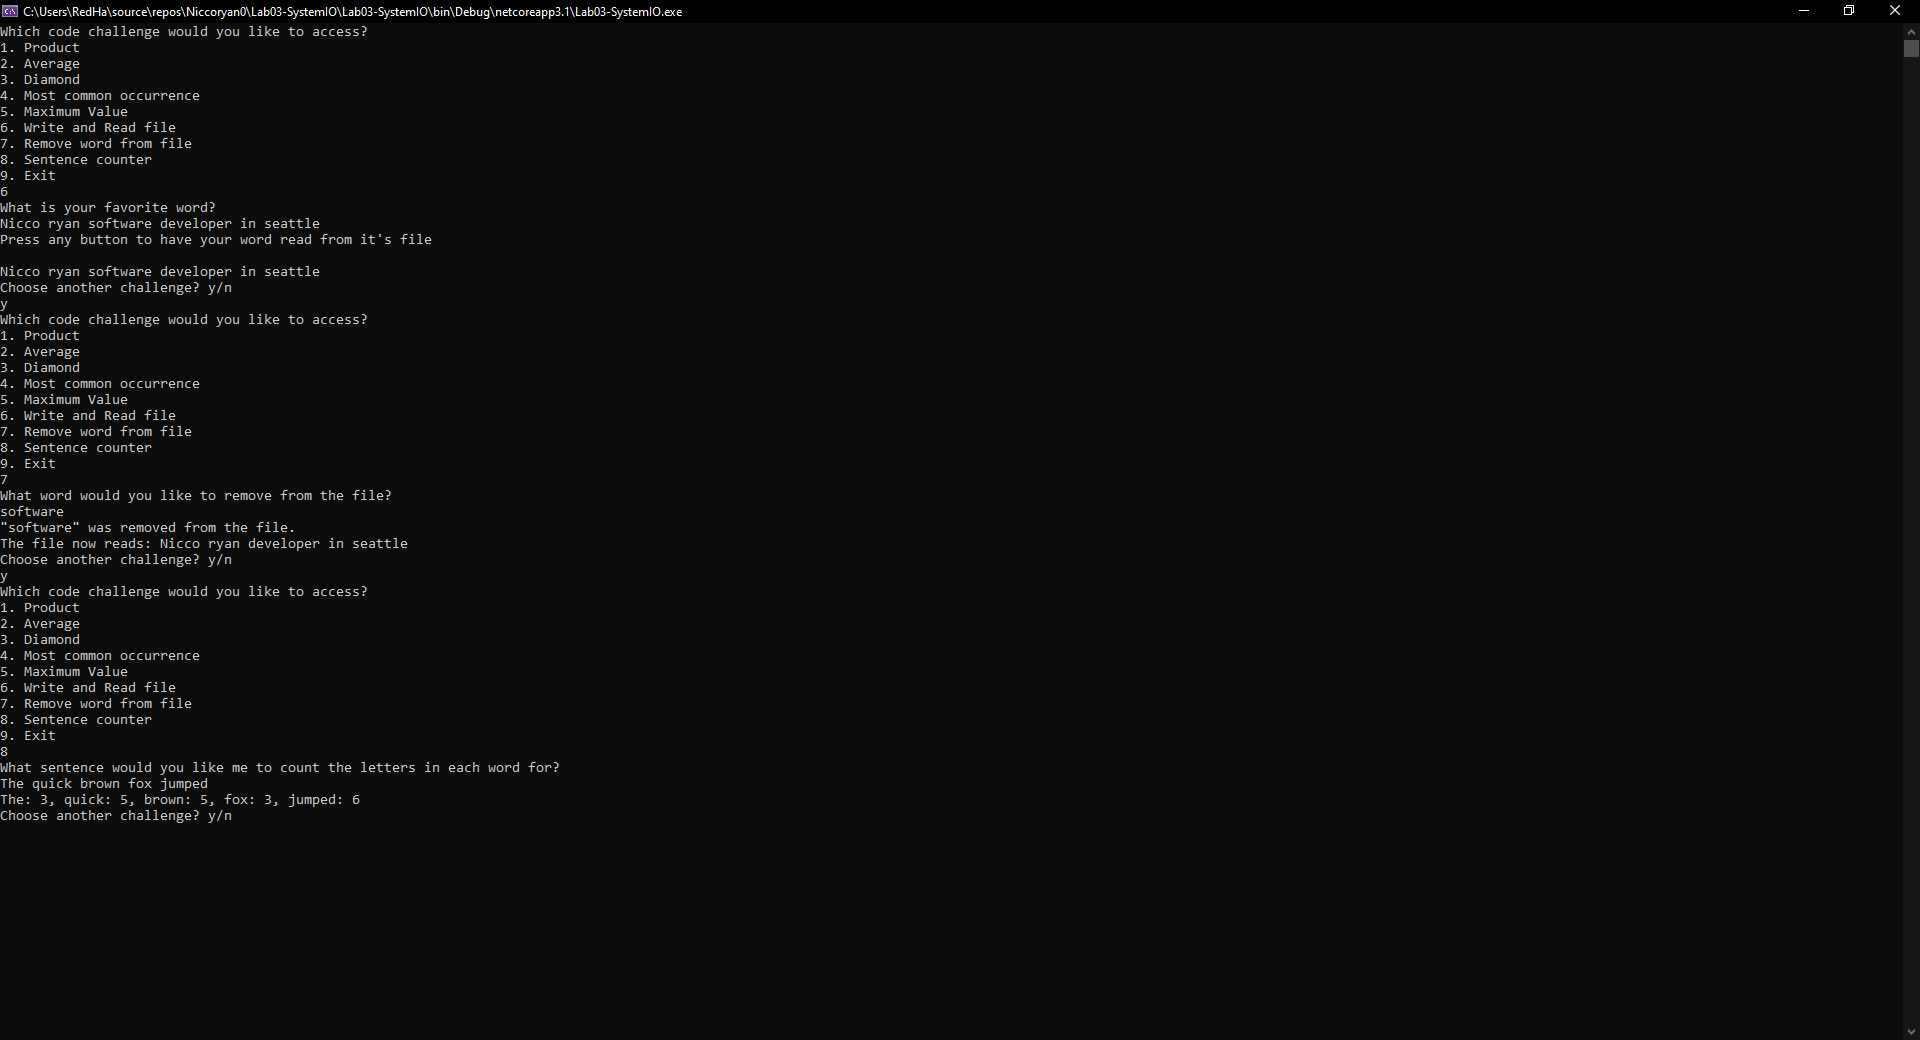 C:\Users\RedHa\source\repos\Niccoryan0\Lab03-SystemIO\Lab03-SystemIO\bin\Debug\netcoreapp3.1\Lab03-SystemIO.exe
Which code challenge would you like to access?
1. Product
2. Average
3. Diamond
4. Most common occurrence
5. Maximum Value
6. Write and Read file
7. Remove word from file
8. Sentence counter
9. Exit
6
What is your favorite word?
Nicco ryan software developer in seattle
Press any button to have your word read from it's file

Nicco ryan software developer in seattle
Choose another challenge? y/n
y
Which code challenge would you like to access?
1. Product
2. Average
3. Diamond
4. Most common occurrence
5. Maximum Value
6. Write and Read file
7. Remove word from file
8. Sentence counter
9. Exit
7
What word would you like to remove from the file?
software
"software" was removed from the file.
The file now reads: Nicco ryan developer in seattle
Choose another challenge? y/n
y
Which code challenge would you like to access?
1. Product
2. Average
3. Diamond
4. Most common occurrence
5. Maximum Value
6. Write and Read file
7. Remove word from file
8. Sentence counter
9. Exit
8
What sentence would you like me to count the letters in each word for?
The quick brown fox jumped
The: 3, quick: 5, brown: 5, fox: 3, jumped: 6
Choose another challenge? y/n